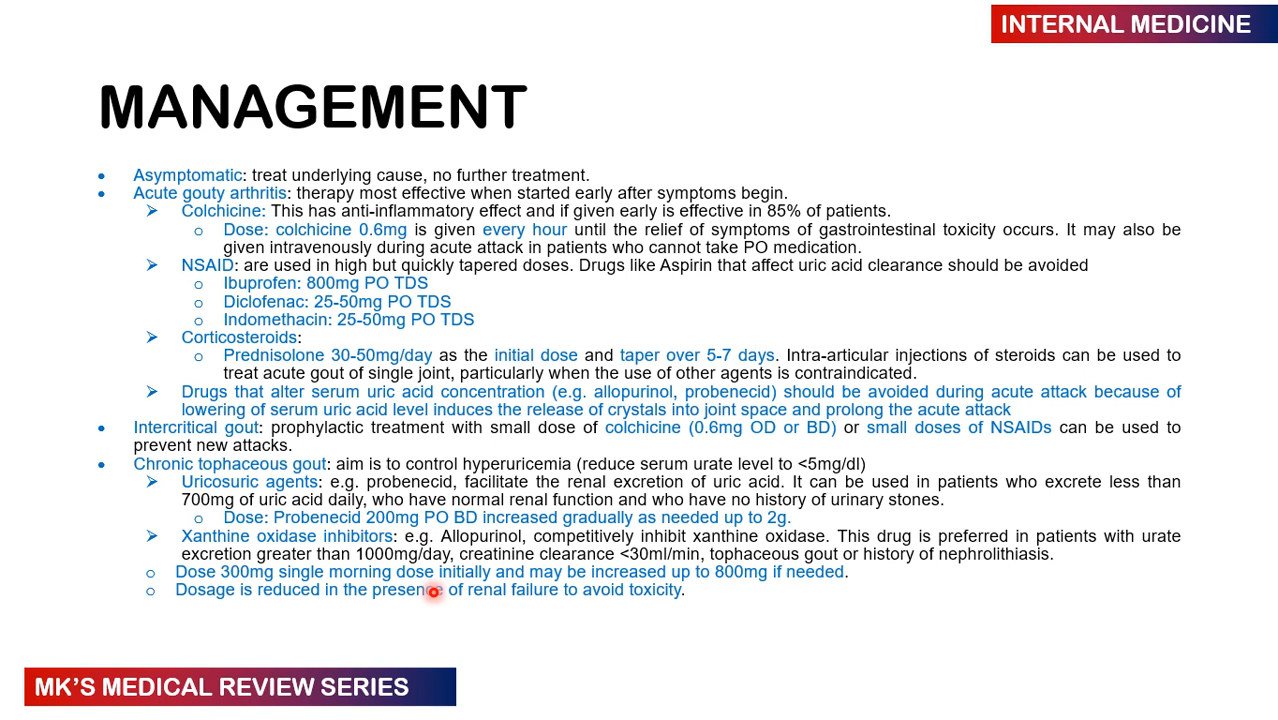 INTERNAL MEDICINE
MANAGEMENT
• Asymptomatic: treat underlying cause, no further treatment.
• Acute gouty arthritis: therapy most effective when started early after symptoms begin.
➢ Colchicine: This has anti-inflammatory effect and if given early is effective in 85% of patients.
o Dose: colchicine 0.6mg is given every hour until the relief of symptoms of gastrointestinal toxicity occurs. It may also be
given intravenously during acute attack in patients who cannot take PO medication.
➢ NSAID: are used in high but quickly tapered doses. Drugs like Aspirin that affect uric acid clearance should be avoided
o Ibuprofen: 800mg PO TDS
o Diclofenac: 25-50mg PO TDS
o Indomethacin: 25-50mg PO TDS
➢ Corticosteroids:
o Prednisolone 30-50mg/day as the initial dose and taper over 5-7 days. Intra-articular injections of steroids can be used to
treat acute gout of single joint, particularly when the use of other agents is contraindicated.
➢ Drugs that alter serum uric acid concentration (e.g. allopurinol, probenecid) should be avoided during acute attack because of
lowering of serum uric acid level induces the release of crystals into joint space and prolong the acute attack
• Intercritical gout: prophylactic treatment with small dose of colchicine (0.6mg OD or BD) or small doses of NSAIDs can be used to
prevent new attacks.
• Chronic tophaceous gout: aim is to control hyperuricemia (reduce serum urate level to <5mg/dl)
➢ Uricosuric agents: e.g. probenecid, facilitate the renal excretion of uric acid. It can be used in patients who excrete less than
700mg of uric acid daily, who have normal renal function and who have no history of urinary stones.
o Dose: Probenecid 200mg PO BD increased gradually as needed up to 2g.
➢ Xanthine oxidase inhibitors: e.g. Allopurinol, competitively inhibit xanthine oxidase. This drug is preferred in patients with urate
excretion greater than 1000mg/day, creatinine clearance <30ml/min, tophaceous gout or history of nephrolithiasis.
o Dose 300mg single morning dose initially and may be increased up to 800mg if needed.
o Dosage is reduced in the presence of renal failure to avoid toxicity.
MK'S MEDICAL REVIEW SERIES